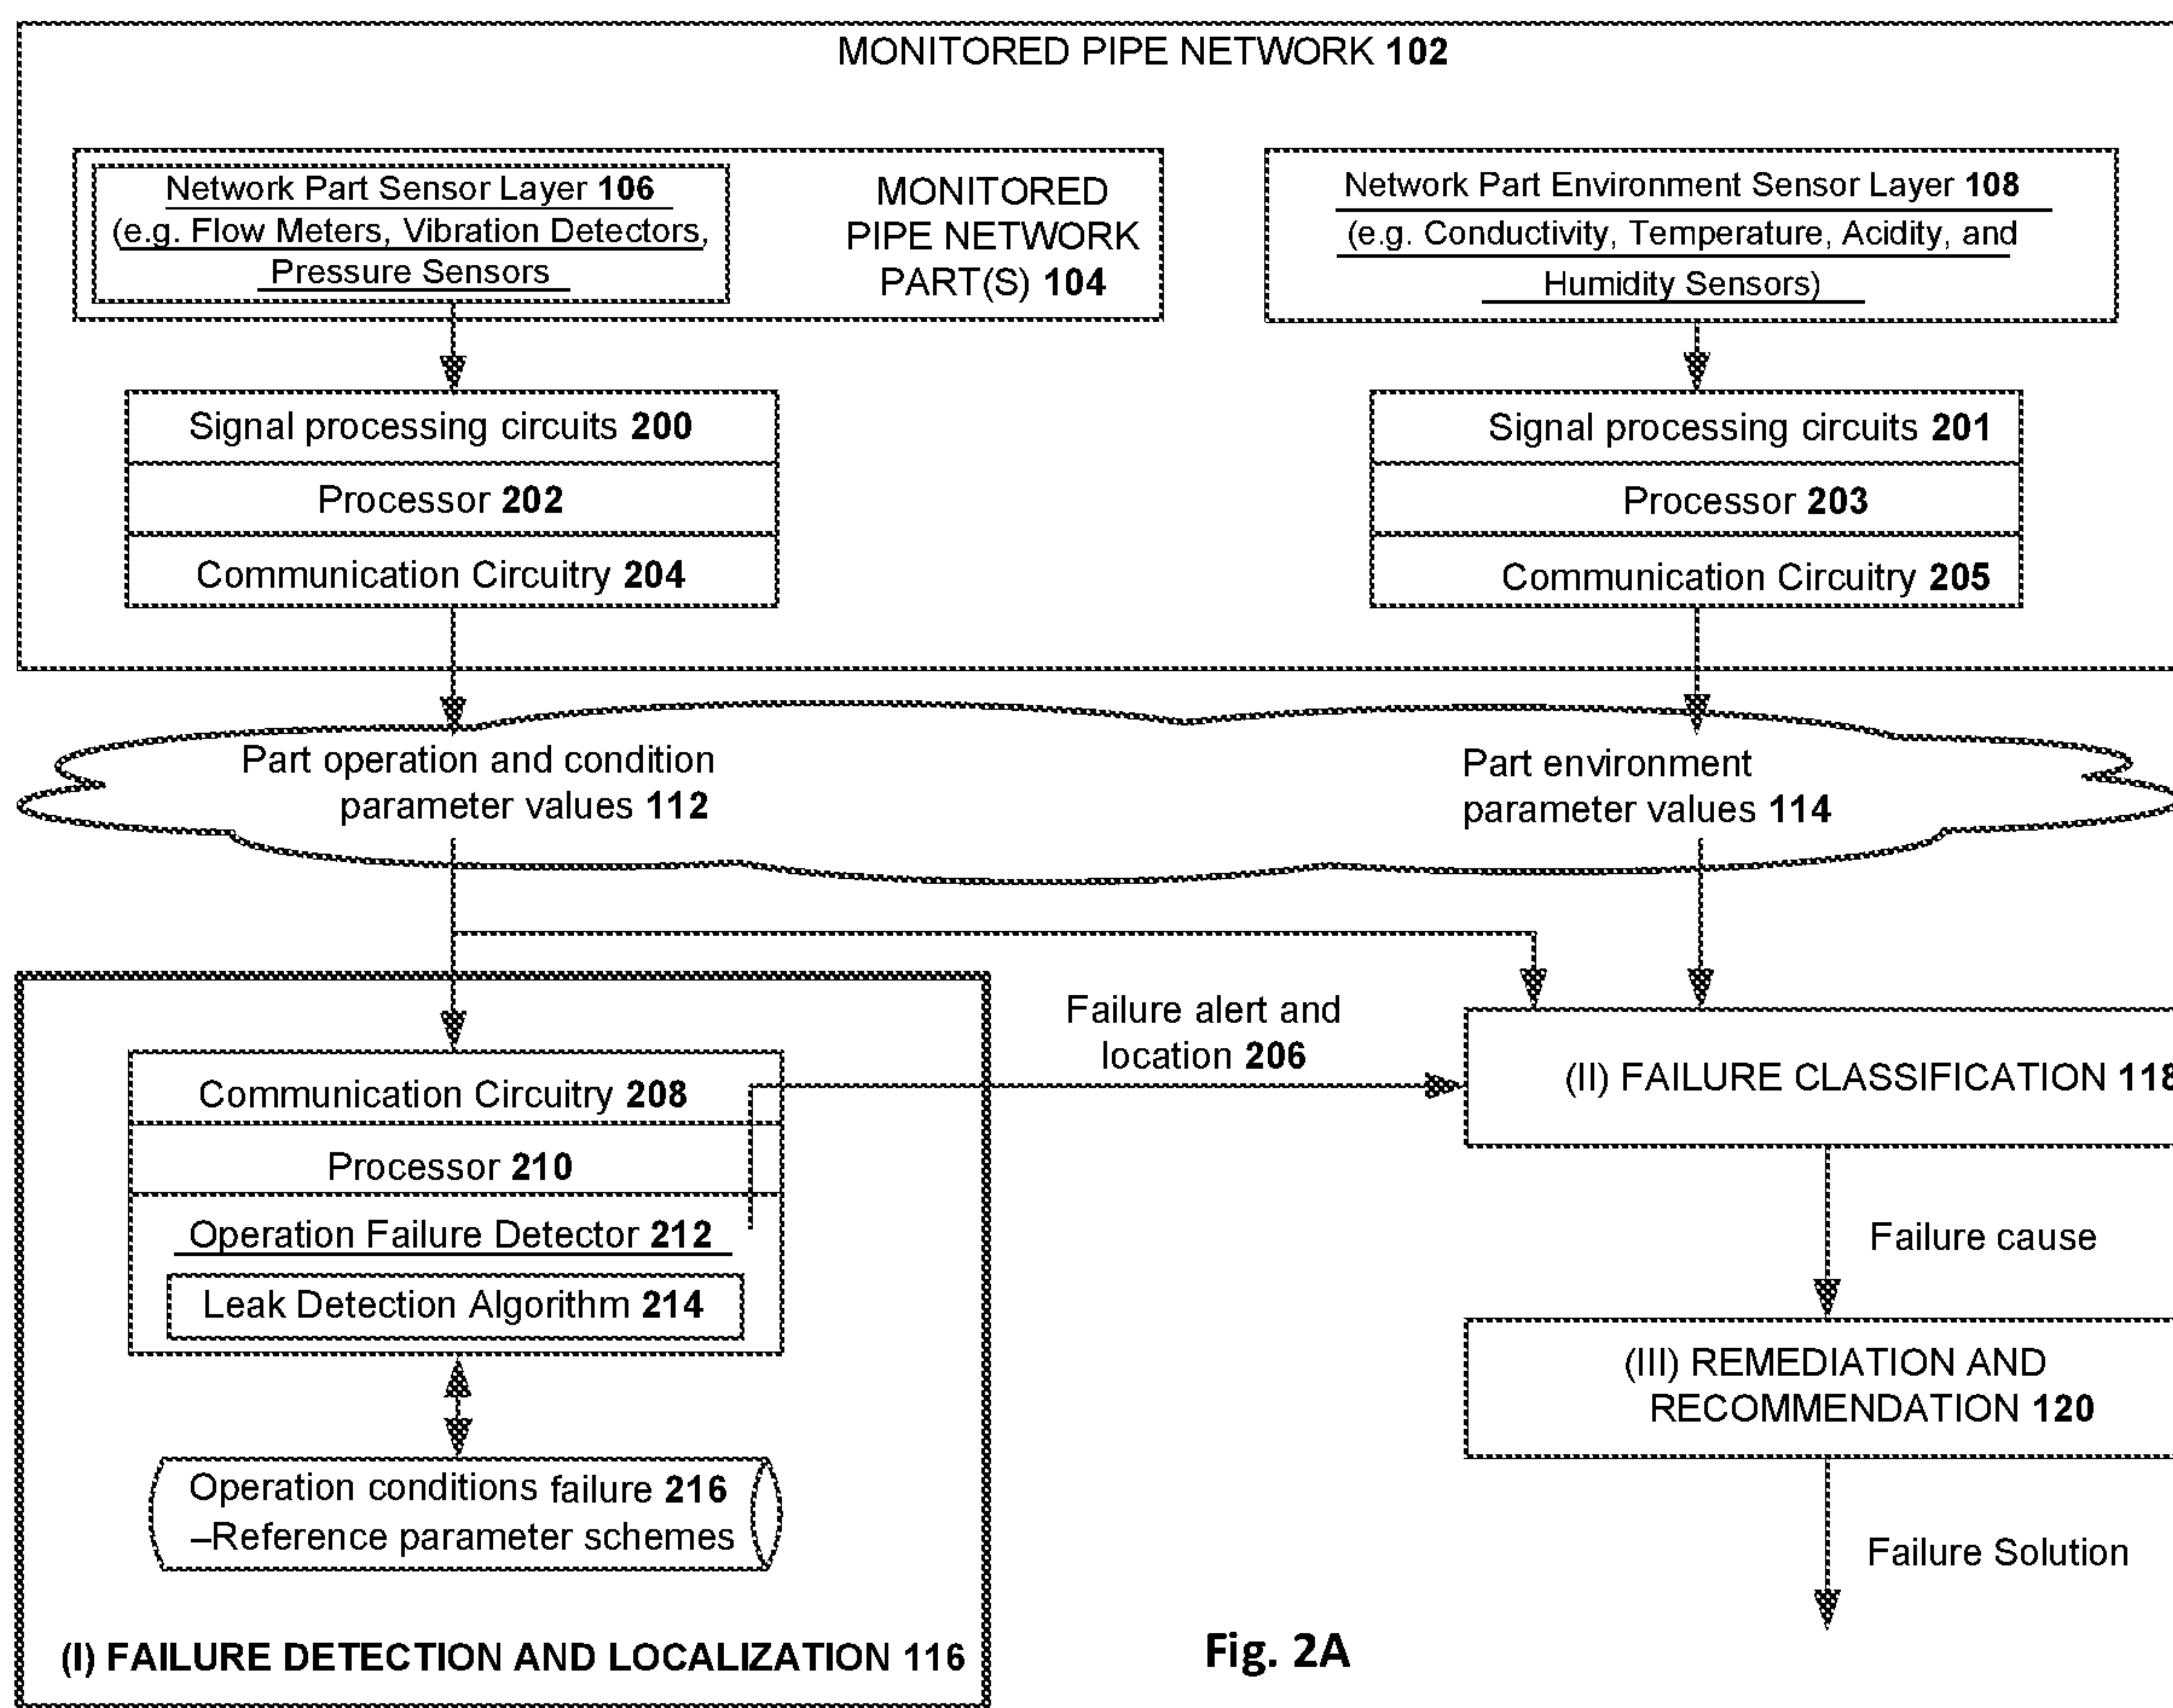 MONITORED PIPE NETWORK 102
Network Part Sensor Layer 106
(e.g. Flow Meters, Vibration Detectors,
Pressure Sensors
MONITORED
PIPE NETWORK
PART(S) 104
Network Part Environment Sensor Layer 108
(e.g. Conductivity, Temperature, Acidity, and
Humidity Sensors)
Signal processing circuits 200
Processor 202
Communication Circuitry 204
Signal processing circuits 201
Processor 203
Communication Circuitry 205
Part operation and condition
parameter values 112
Part environment
parameter values 114
Failure alert and
location 206
Communication Circuitry 208
Processor 210
Operation Failure Detector 212
Leak Detection Algorithm 214
Operation conditions failure 216
–Reference parameter schemes
(I) FAILURE DETECTION AND LOCALIZATION 116
(II) FAILURE CLASSIFICATION 118
Failure cause
(III) REMEDIATION AND
RECOMMENDATION 120
Failure Solution
Fig. 2A